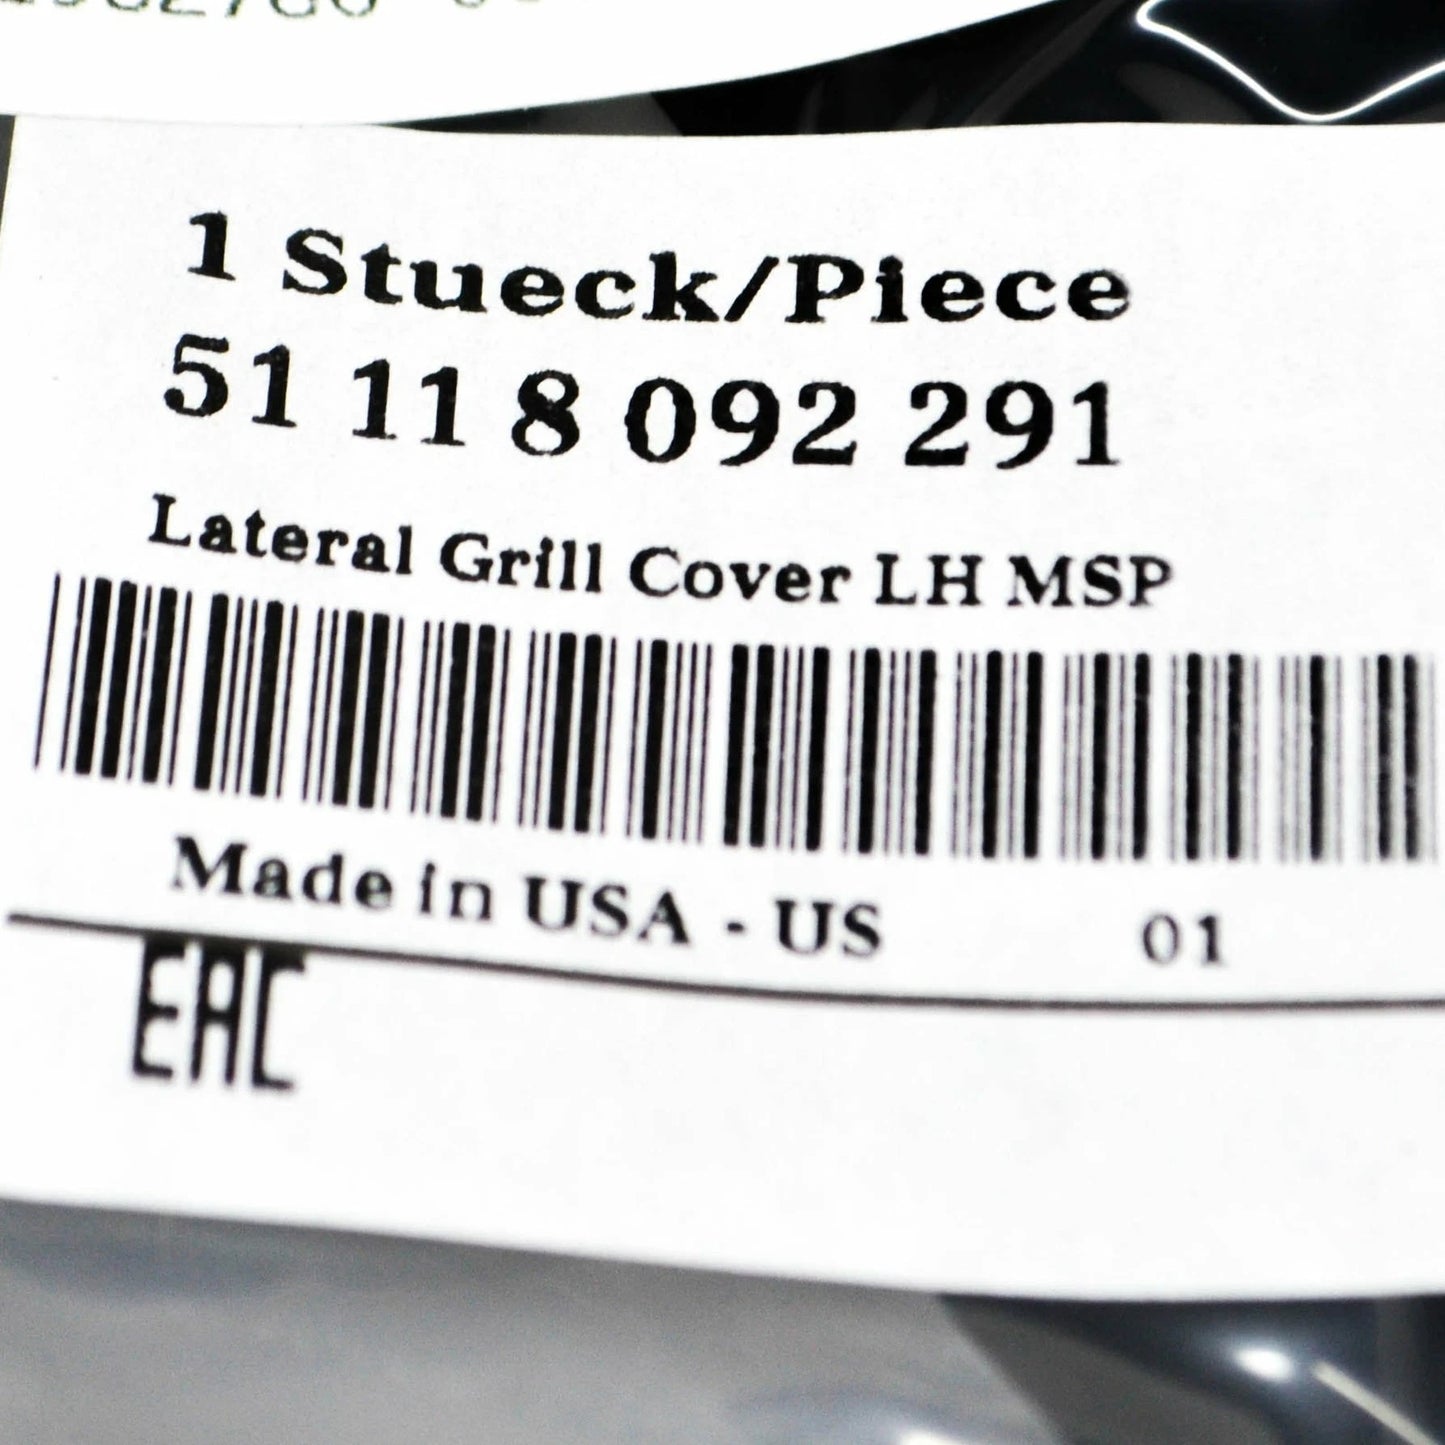 1 Stueck/Piece
51 11 8 092 291
Lateral Grill Cover LH MSP
Made in USA - US 01
EAC